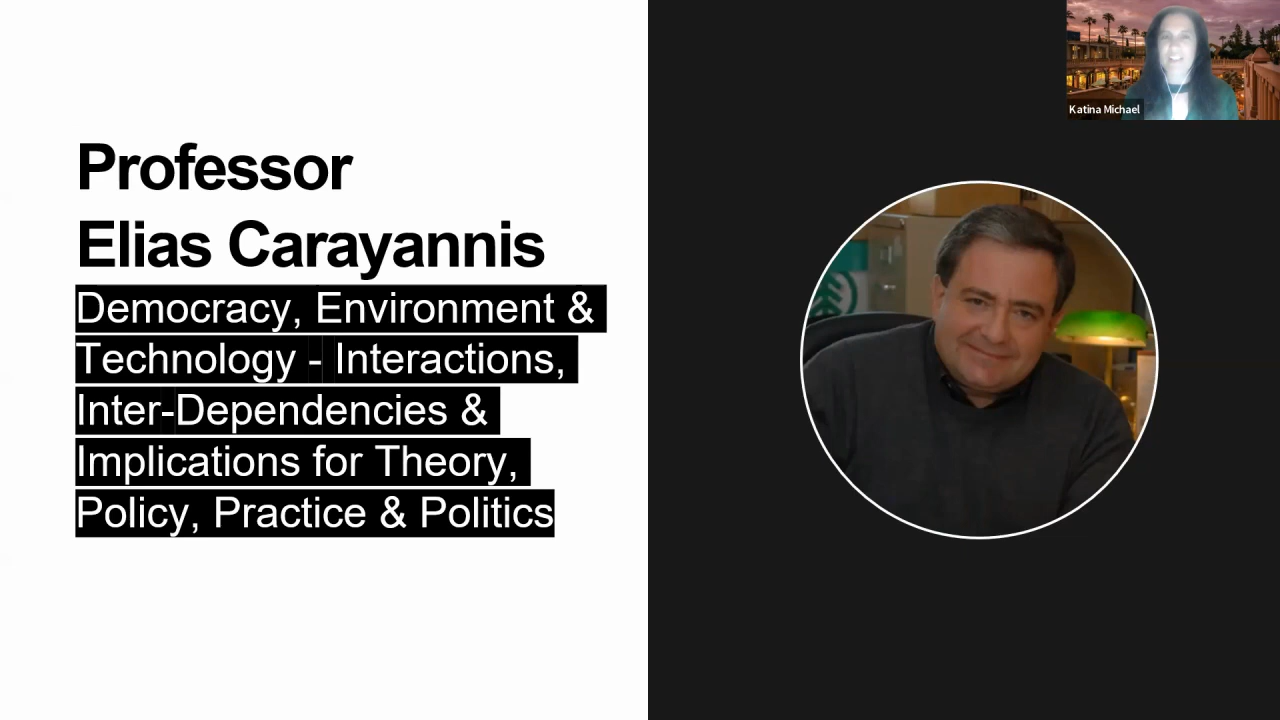 Professor
Elias Carayannis
Democracy, Environment &
Technology - Interactions,
Inter-Dependencies &
Implications for Theory,
Policy, Practice & Politics
Katina Michael